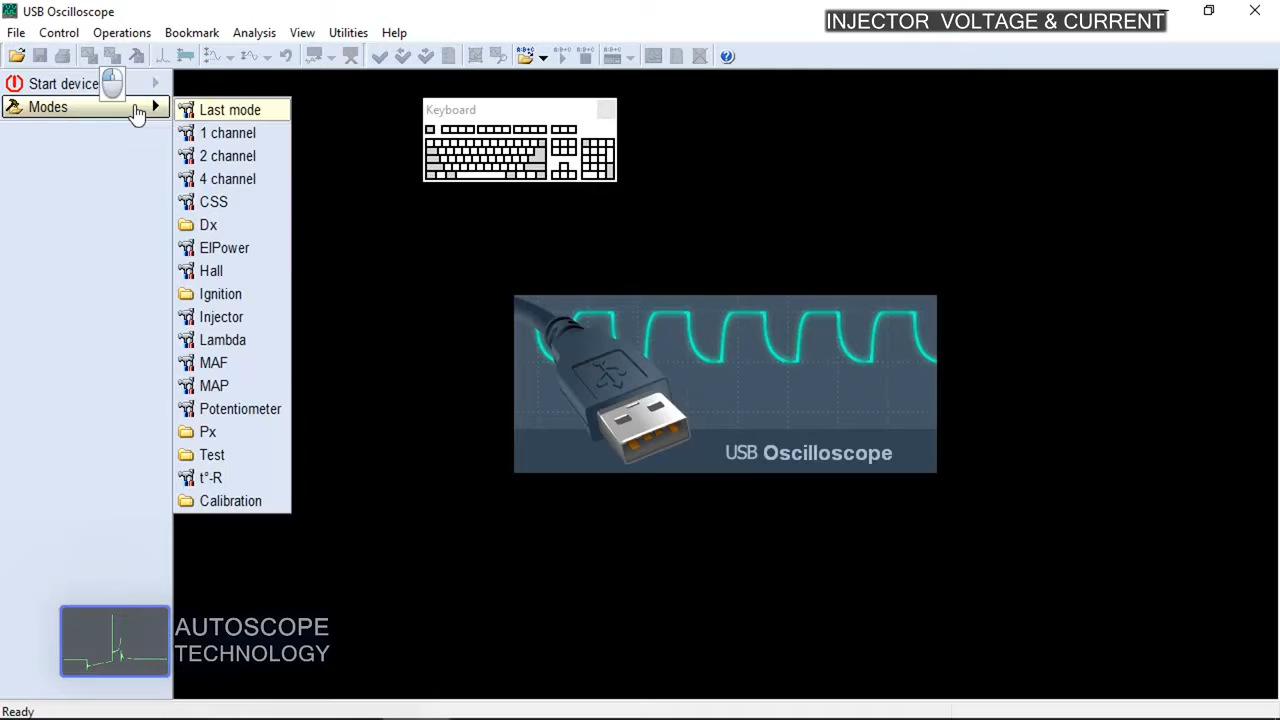 USB Oscilloscope
INJECTOR VOLTAGE & CURRENT
File Control Operations Bookmark Analysis View Utilities Help
Start device
Modes
Last mode
1 channel
2 channel
4 channel
CSS
Dx
ElPower
Hall
Ignition
Injector
Lambda
MAF
MAP
Potentiometer
Px
Test
t°-R
Calibration
Keyboard
USB Oscilloscope
AUTOSCOPE
TECHNOLOGY
Ready